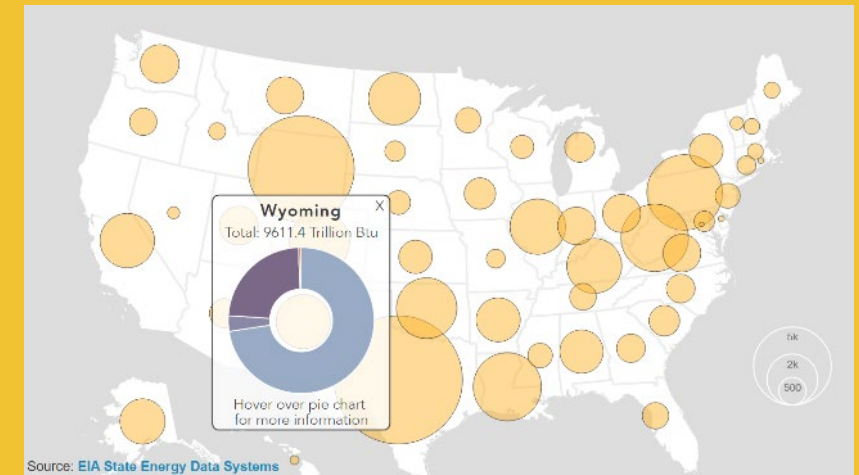 Wyoming X
Total: 9611.4 Trillion Btu
Hover over pie chart
for more information
5k
2k
500
Source: EIA State Energy Data Systems